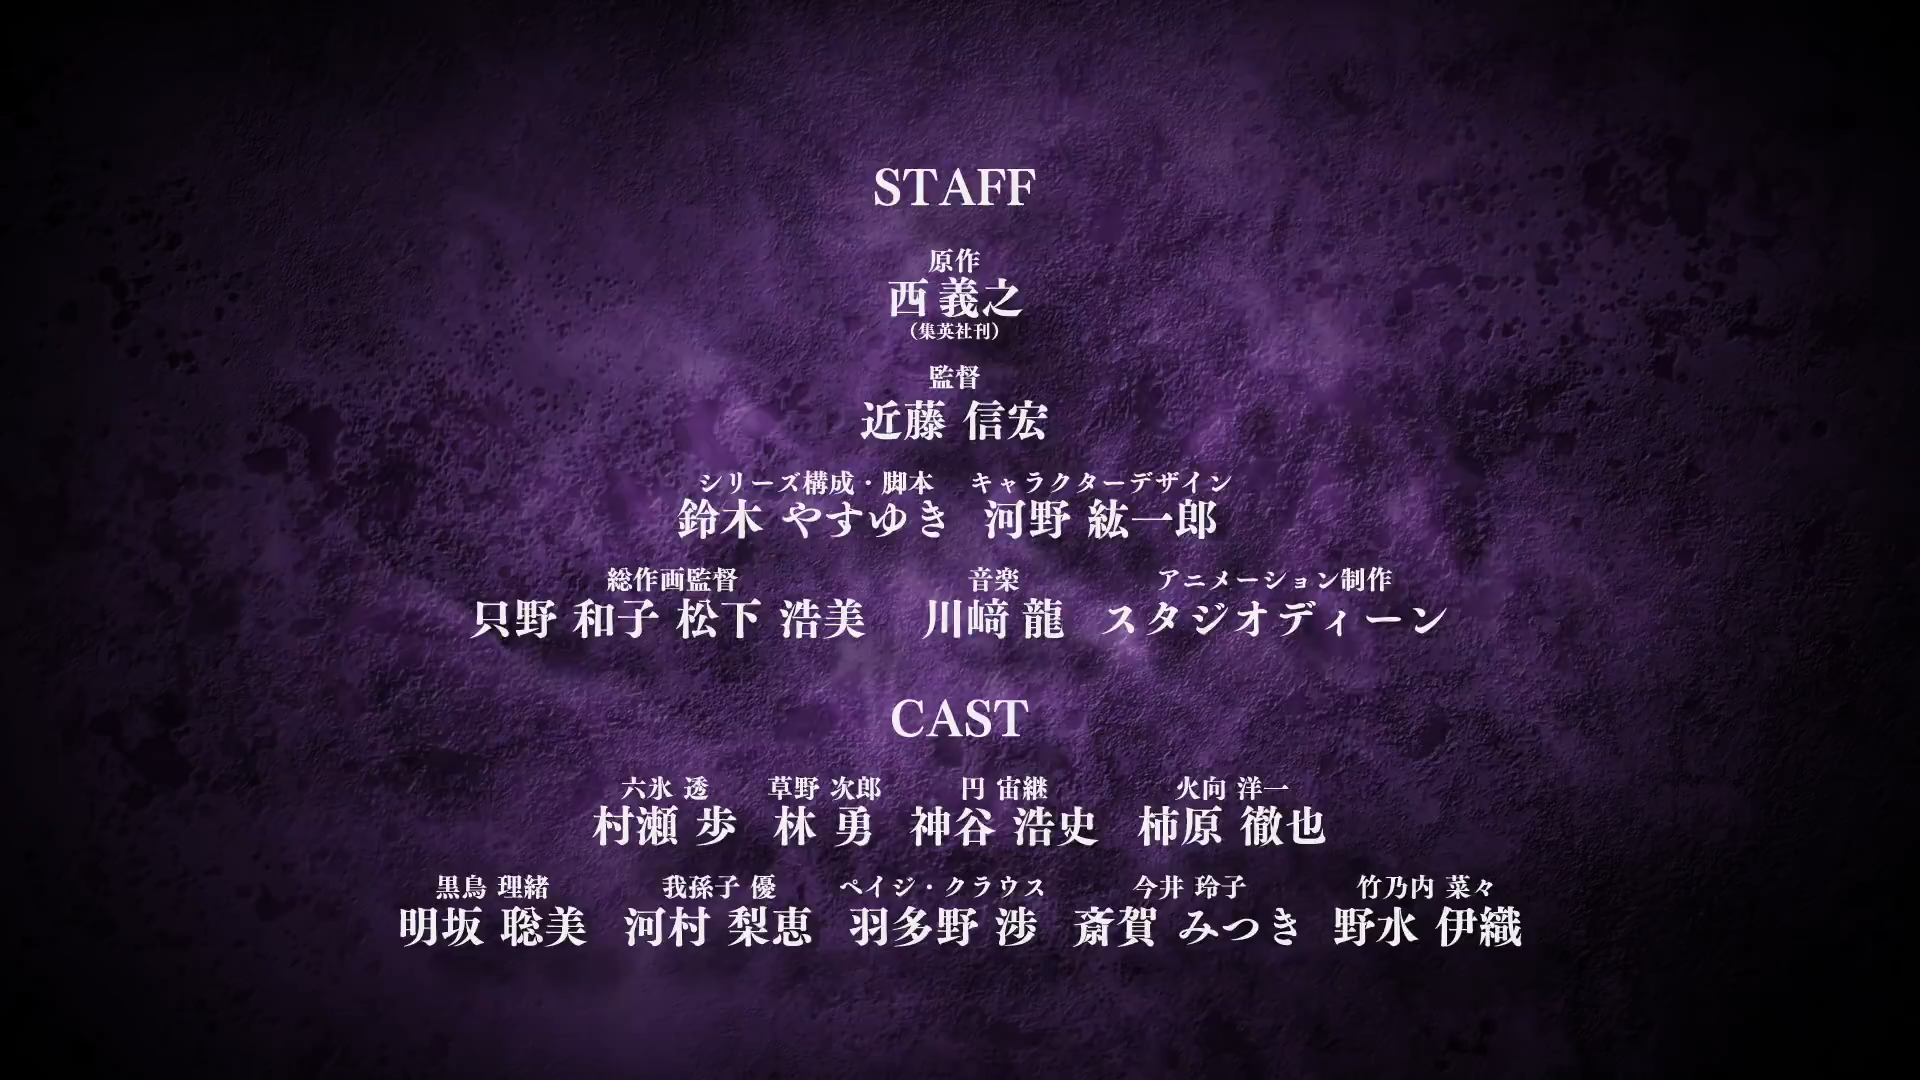 STAFF
原作
西 義之
(集英社刊)
監督
近藤 信宏
シリーズ構成・脚本 キャラクターデザイン
鈴木 やすゆき 河野 紘一郎
総作画監督 音楽 アニメーション制作
只野 和子 松下 浩美 川﨑 龍 スタジオディーン
CAST
六氷 透 草野 次郎 円 宙継 火向 洋一
村瀬 歩 林 勇 神谷 浩史 柿原 徹也
黒鳥 理緒 我孫子 優 ペイジ・クラウス 今井 玲子 竹乃内 菜々
明坂 聡美 河村 梨恵 羽多野 渉 斎賀 みつき 野水 伊織